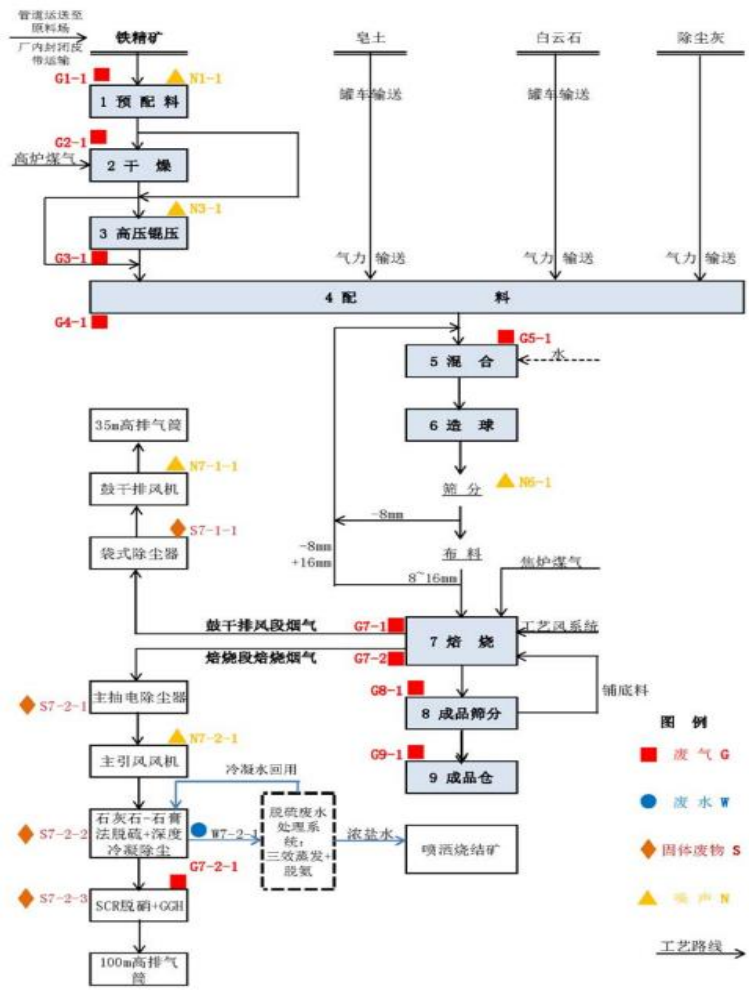 管道运送至
原料场
厂内封闭皮
带运输
铁精矿
皂土
白云石
除尘灰
G1-1
N1-1
罐车输送
罐车输送
1 预 配 料
G2-1
高炉煤气
2 干 燥
N3-1
3 高压辊压
G3-1
气力 输送
气力 输送
气力 输送
4 配 料
G4-1
G5-1
5 混 合
水
6 造 球
35m高排气筒
N7-1-1
筛 分
N6-1
鼓干排风机
-8mm
S7-1-1
-8mm
+16mm
布 料
袋式除尘器
焦炉煤气
8~16mm
鼓干排风段烟气
G7-1
工艺风系统
7 焙 烧
焙烧段焙烧烟气
G7-2
G8-1
铺底料
主抽电除尘器
S7-2-1
8 成品筛分
图 例
N7-2-1
G9-1
废 气 G
主引风风机
冷凝水回用
9 成品仓
石灰石-石膏
法脱硫+深度
冷凝除尘
S7-2-2
W7-2-1
脱硫废水
处理系
统：
三效蒸发+
脱氨
浓盐水
喷洒烧结矿
废 水 W
G7-2-1
固体废物 S
S7-2-3
SCR脱硝+GGH
噪 声 N
工艺路线
100m高排气
筒